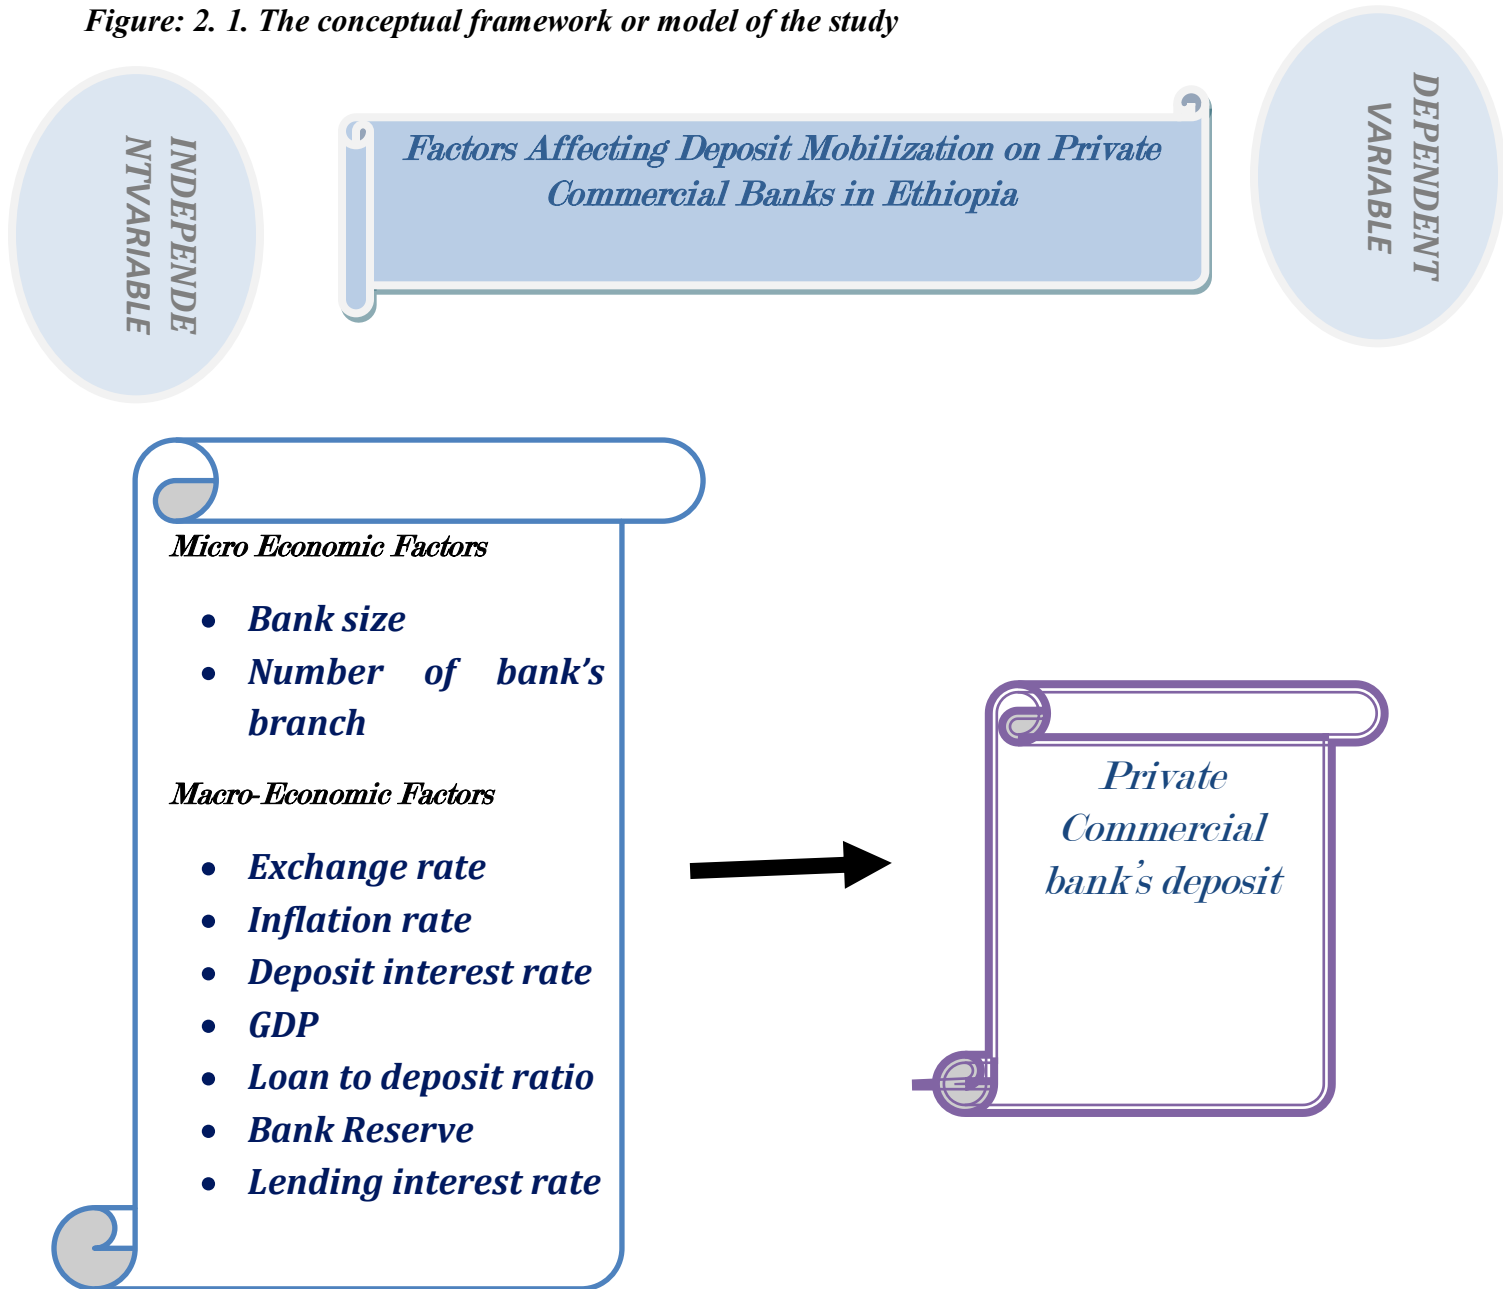 Figure: 2. 1. The conceptual framework or model of the study
INDEPENDE
NTVARIABLE
Factors Affecting Deposit Mobilization on Private
Commercial Banks in Ethiopia
DEPENDENT
VARIABLE
Micro Economic Factors
• Bank size
• Number of bank’s
branch
Macro-Economic Factors
• Exchange rate
• Inflation rate
• Deposit interest rate
• GDP
• Loan to deposit ratio
• Bank Reserve
• Lending interest rate
Private
Commercial
bank’s deposit